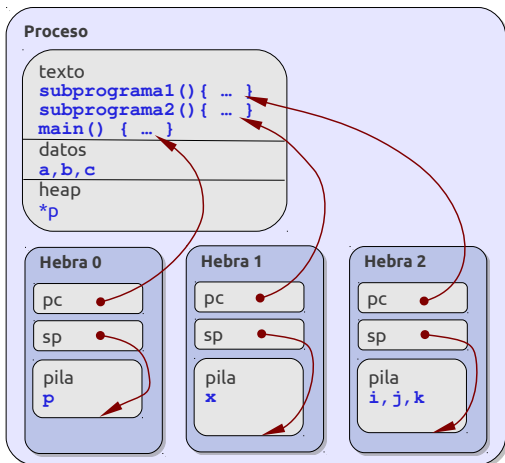 Proceso
texto
subprograma1(){ … }
subprograma2(){ … }
main() { … }
datos
a,b,c
heap
*p
Hebra 0
pc
sp
pila
p
Hebra 1
pc
sp
pila
x
Hebra 2
pc
sp
pila
i,j,k